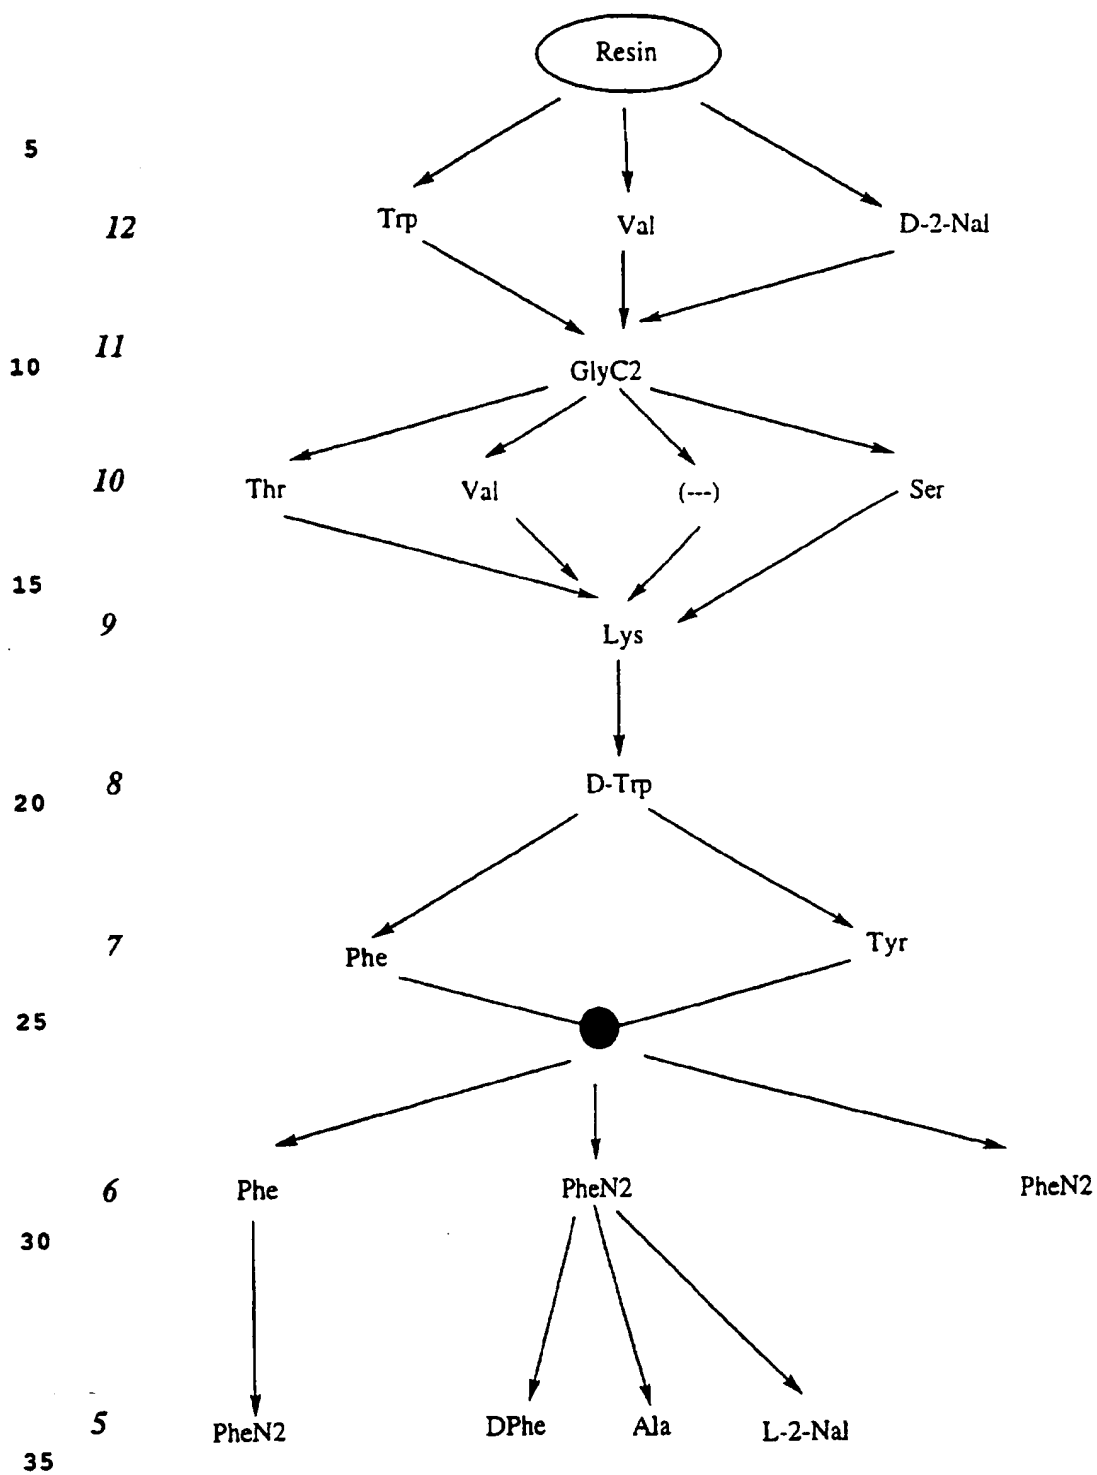 Resin
5
12 Trp Val D-2-Nal
11
10 GlyC2
10 Thr Val (---) Ser
15
9 Lys
8 D-Trp
20
7 Phe Tyr
25
6 Phe PheN2 PheN2
30
5 PheN2 DPhe Ala L-2-Nal
35